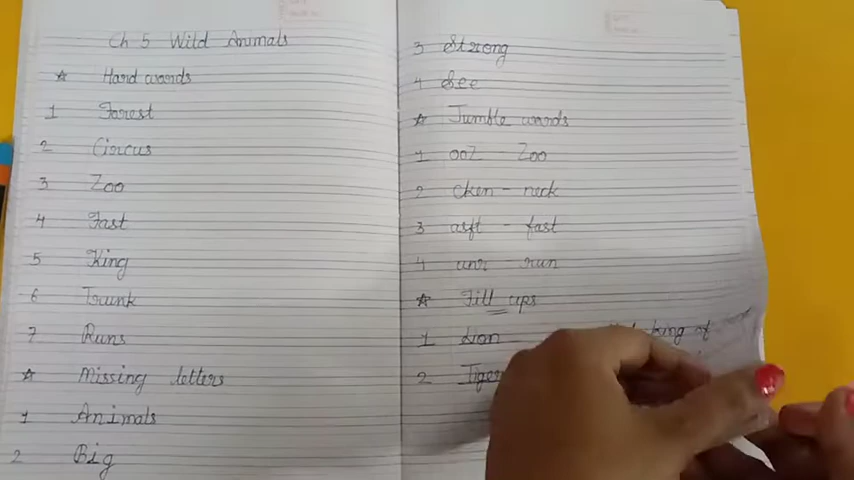 Ch 5 Wild Animals
☆ Hard words
1 Forest
2 Circus
3 Zoo
4 Fast
5 King
6 Trunk
7 Runs
☆ Missing letters
1 Animals
2 Big
3 Strong
4 See
☆ Jumble words
1 ooz - Zoo
2 cken - neck
3 asft - fast
4 unr - run
☆ Fill ups
1 Lion king of
2 Tiger